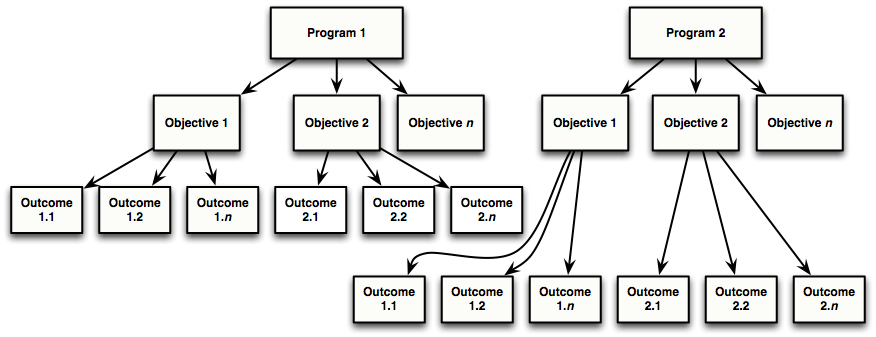 Program 1
Program 2
Objective 1
Objective 2
Objective n
Objective 1
Objective 2
Objective n
Outcome
1.1
Outcome
1.2
Outcome
1.n
Outcome
2.1
Outcome
2.2
Outcome
2.n
Outcome
1.1
Outcome
1.2
Outcome
1.n
Outcome
2.1
Outcome
2.2
Outcome
2.n